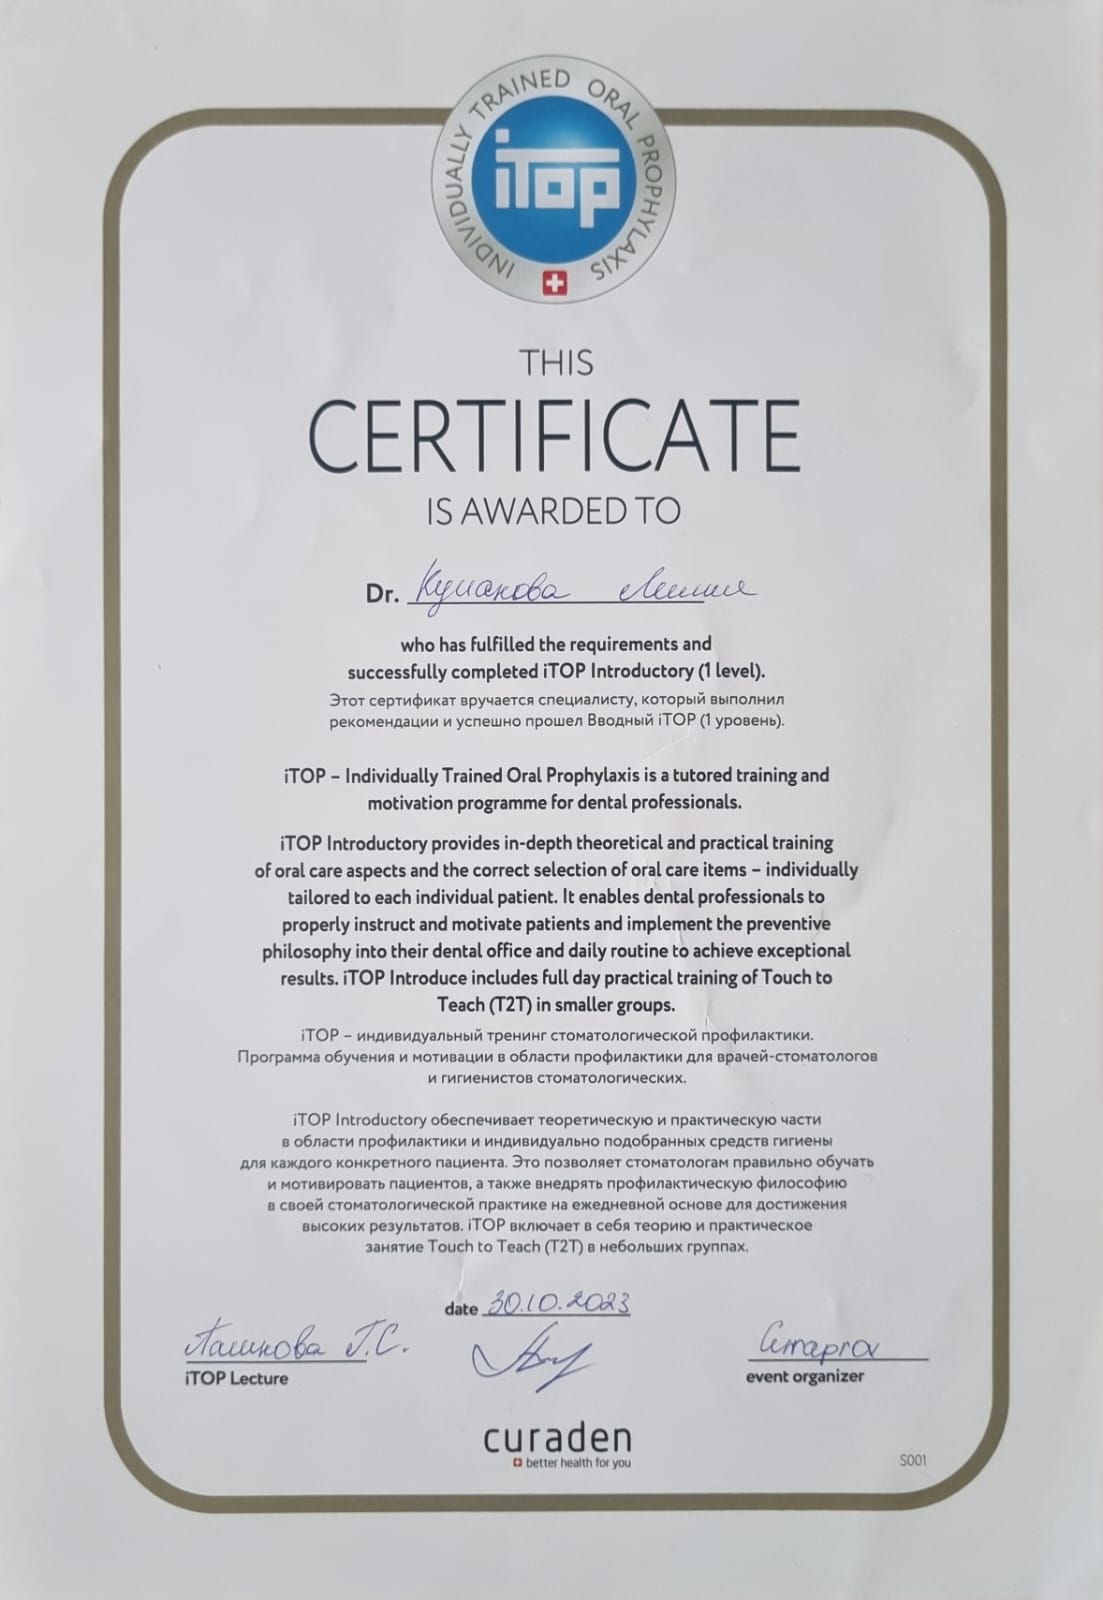 INDIVIDUALLY TRAINED ORAL PROPHYLAXIS
iTop
THIS
CERTIFICATE
IS AWARDED TO
Dr. Кумакова Лилия
who has fulfilled the requirements and
successfully completed iTOP Introductory (1 level).
Этот сертификат вручается специалисту, который выполнил
рекомендации и успешно прошел Вводный iTOP (1 уровень).
iTOP – Individually Trained Oral Prophylaxis is a tutored training and
motivation programme for dental professionals.
iTOP Introductory provides in-depth theoretical and practical training
of oral care aspects and the correct selection of oral care items – individually
tailored to each individual patient. It enables dental professionals to
properly instruct and motivate patients and implement the preventive
philosophy into their dental office and daily routine to achieve exceptional
results. iTOP Introduce includes full day practical training of Touch to
Teach (T2T) in smaller groups.
iTOP – индивидуальный тренинг стоматологической профилактики.
Программа обучения и мотивации в области профилактики для врачей-стоматологов
и гигиенистов стоматологических.
iTOP Introductory обеспечивает теоретическую и практическую части
в области профилактики и индивидуально подобранных средств гигиены
для каждого конкретного пациента. Это позволяет стоматологам правильно обучать
и мотивировать пациентов, а также внедрять профилактическую философию
в своей стоматологической практике на ежедневной основе для достижения
высоких результатов. iTOP включает в себя теорию и практическое
занятие Touch to Teach (T2T) в небольших группах.
date 30.10.2023
Г.С.
iTOP Lecture
event organizer
curaden
better health for you
S001